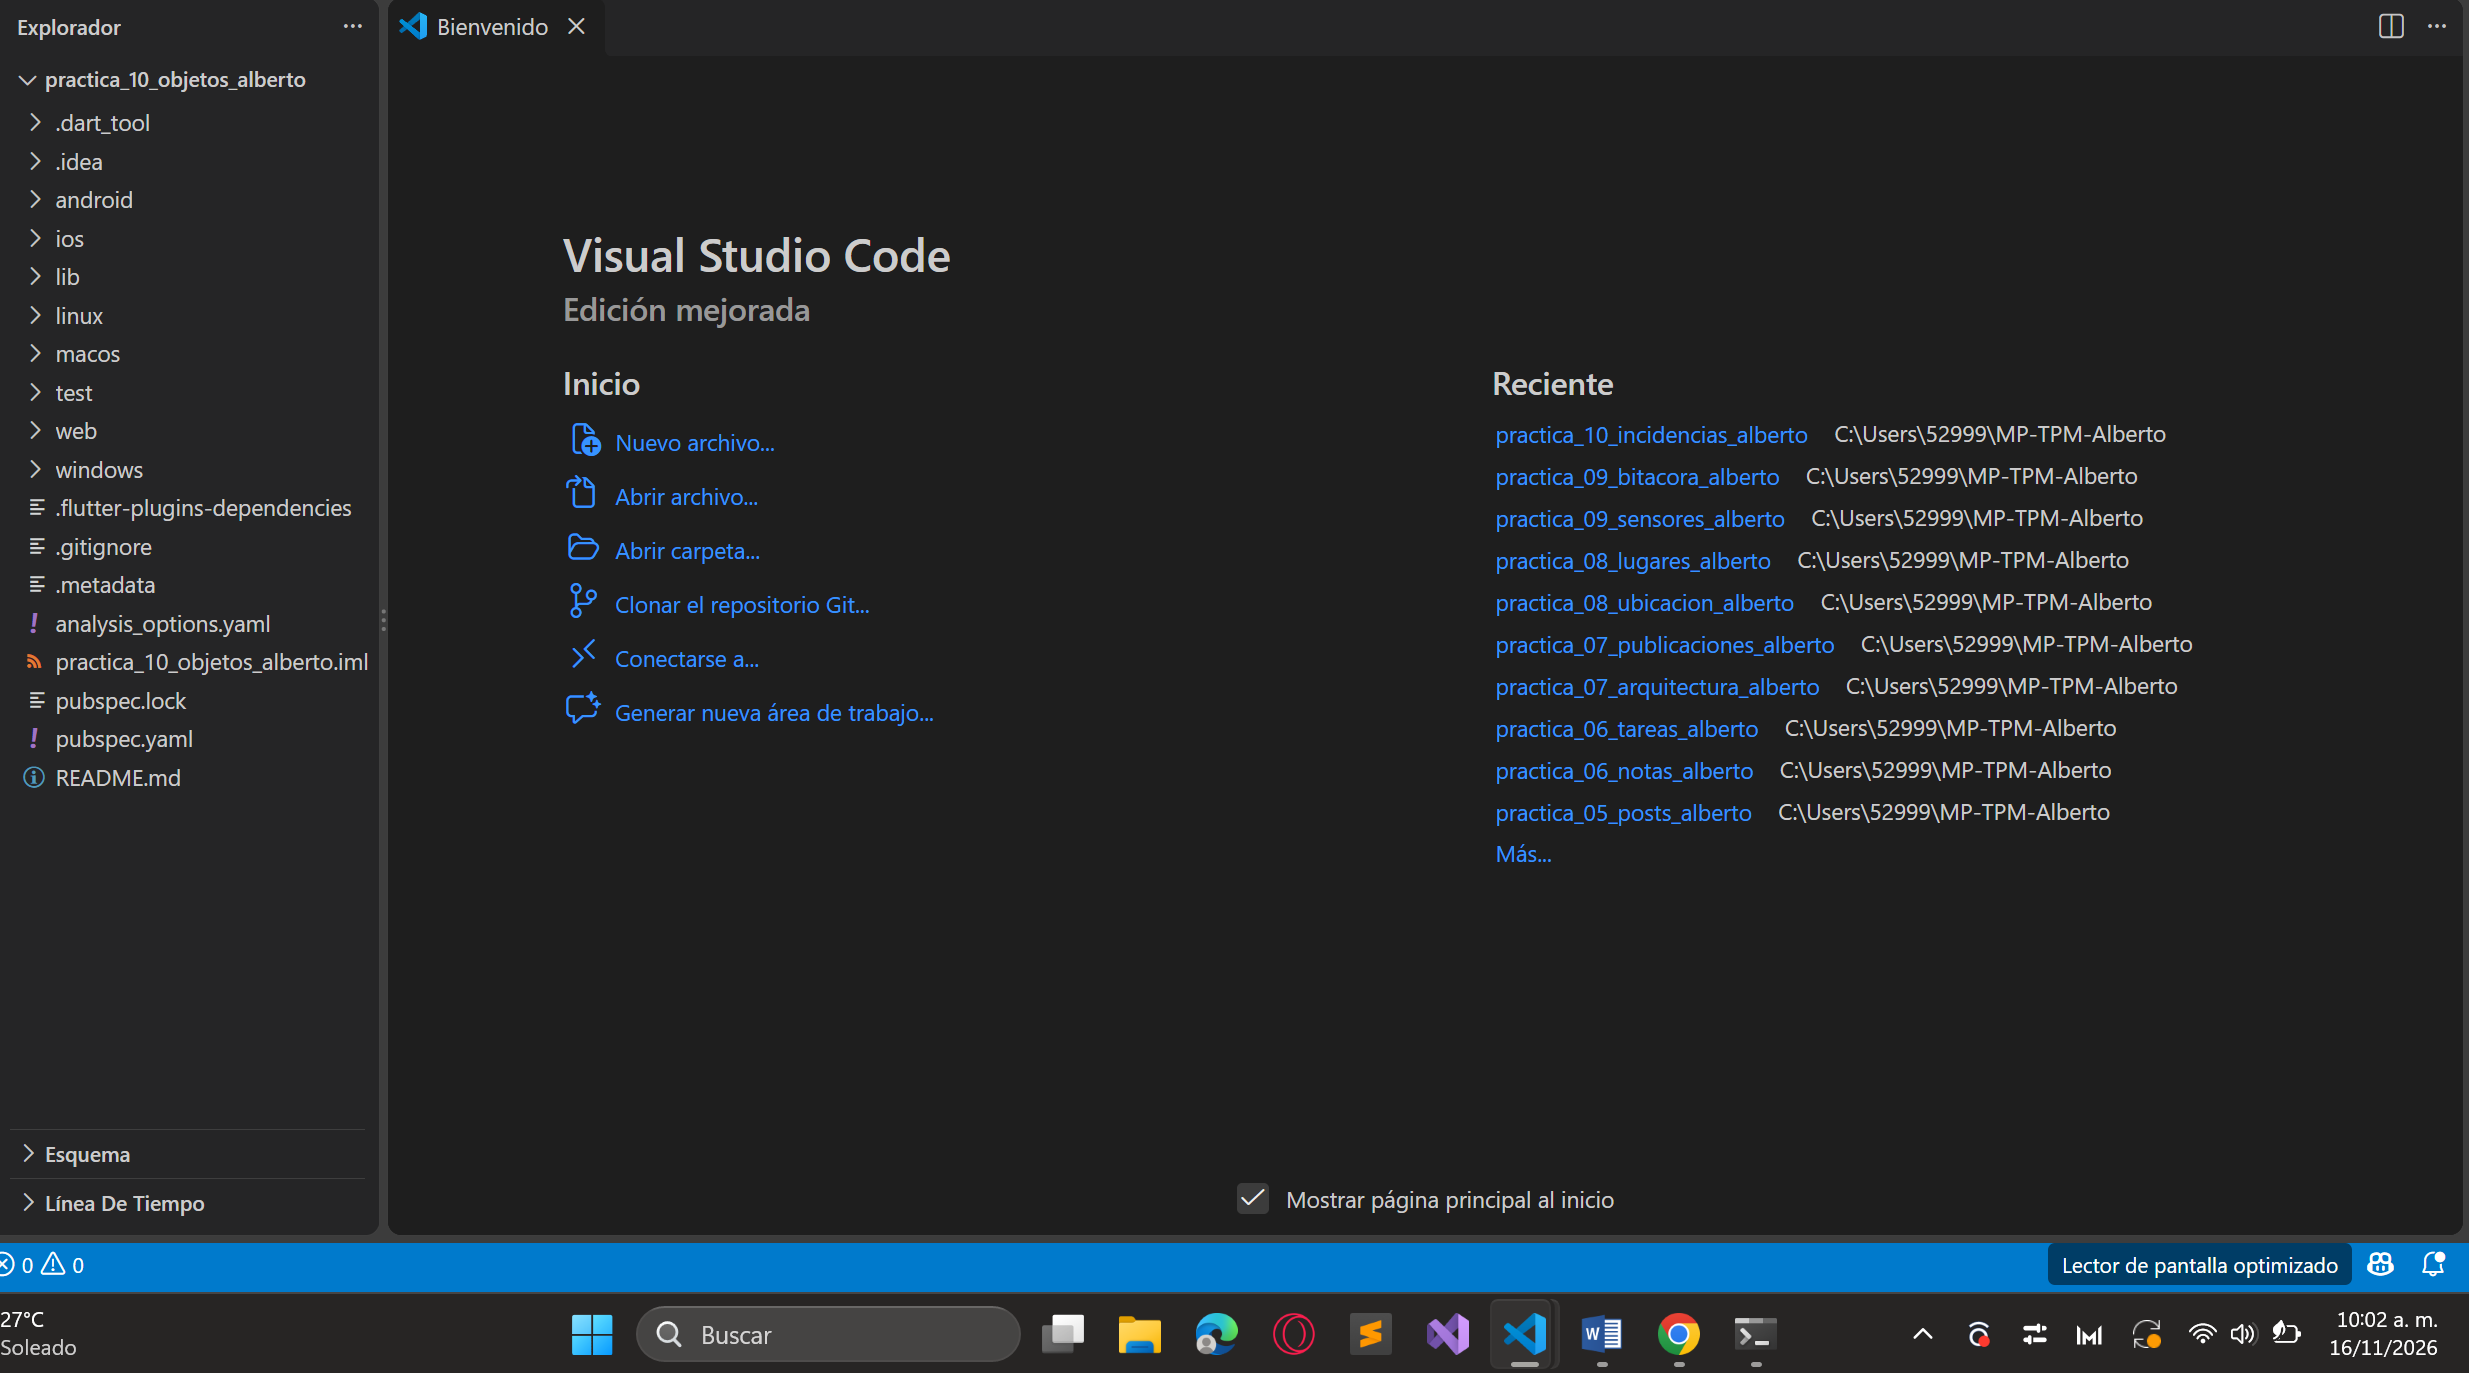 Explorador
practica_10_objetos_alberto
.dart_tool
.idea
android
ios
lib
linux
macos
test
web
windows
.flutter-plugins-dependencies
.gitignore
.metadata
analysis_options.yaml
practica_10_objetos_alberto.iml
pubspec.lock
pubspec.yaml
README.md
Esquema
Línea De Tiempo
Bienvenido
Visual Studio Code
Edición mejorada
Inicio
Nuevo archivo...
Abrir archivo...
Abrir carpeta...
Clonar el repositorio Git...
Conectarse a...
Generar nueva área de trabajo...
Reciente
practica_10_incidencias_alberto C:\Users\52999\MP-TPM-Alberto
practica_09_bitacora_alberto C:\Users\52999\MP-TPM-Alberto
practica_09_sensores_alberto C:\Users\52999\MP-TPM-Alberto
practica_08_lugares_alberto C:\Users\52999\MP-TPM-Alberto
practica_08_ubicacion_alberto C:\Users\52999\MP-TPM-Alberto
practica_07_publicaciones_alberto C:\Users\52999\MP-TPM-Alberto
practica_07_arquitectura_alberto C:\Users\52999\MP-TPM-Alberto
practica_06_tareas_alberto C:\Users\52999\MP-TPM-Alberto
practica_06_notas_alberto C:\Users\52999\MP-TPM-Alberto
practica_05_posts_alberto C:\Users\52999\MP-TPM-Alberto
Más...
Mostrar página principal al inicio
0 0
Lector de pantalla optimizado
27°C
Soleado
Buscar
10:02 a. m.
16/11/2026